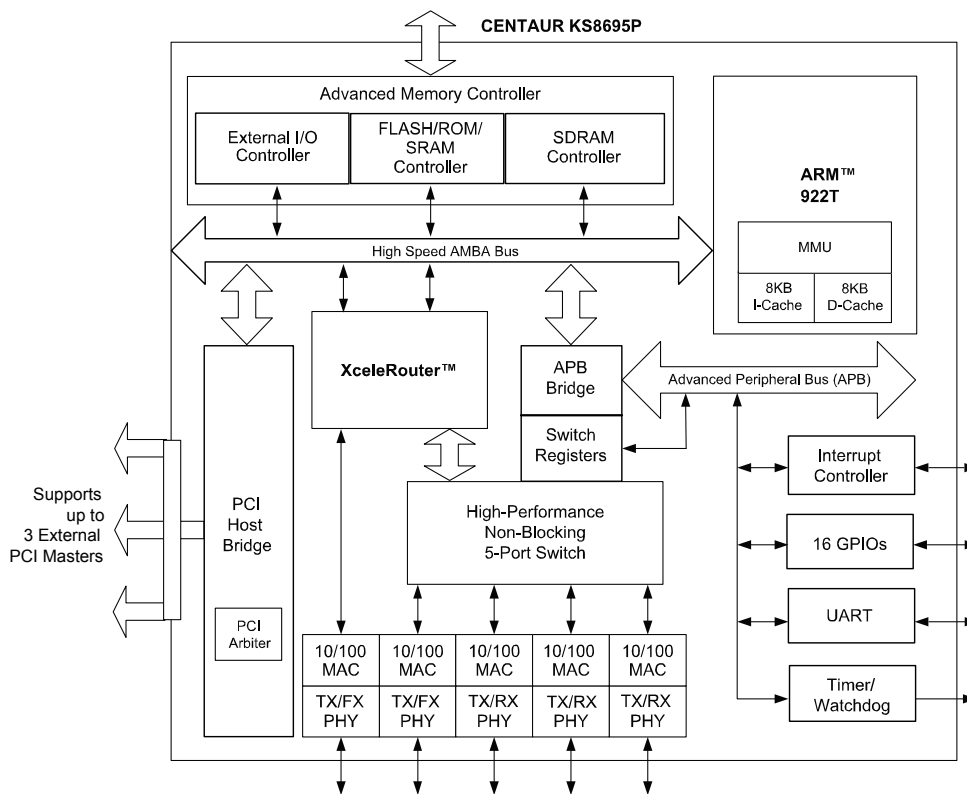 CENTAUR KS8695P
Advanced Memory Controller
External I/O
Controller
FLASH/ROM/
SRAM
Controller
SDRAM
Controller
ARM™
922T
MMU
8KB
I-Cache
8KB
D-Cache
High Speed AMBA Bus
XceleRouter™
APB
Bridge
Advanced Peripheral Bus (APB)
Switch
Registers
Supports
up to
3 External
PCI Masters
PCI
Host
Bridge
PCI
Arbiter
High-Performance
Non-Blocking
5-Port Switch
Interrupt
Controller
16 GPIOs
UART
Timer/
Watchdog
10/100
MAC
10/100
MAC
10/100
MAC
10/100
MAC
10/100
MAC
TX/FX
PHY
TX/FX
PHY
TX/RX
PHY
TX/RX
PHY
TX/RX
PHY